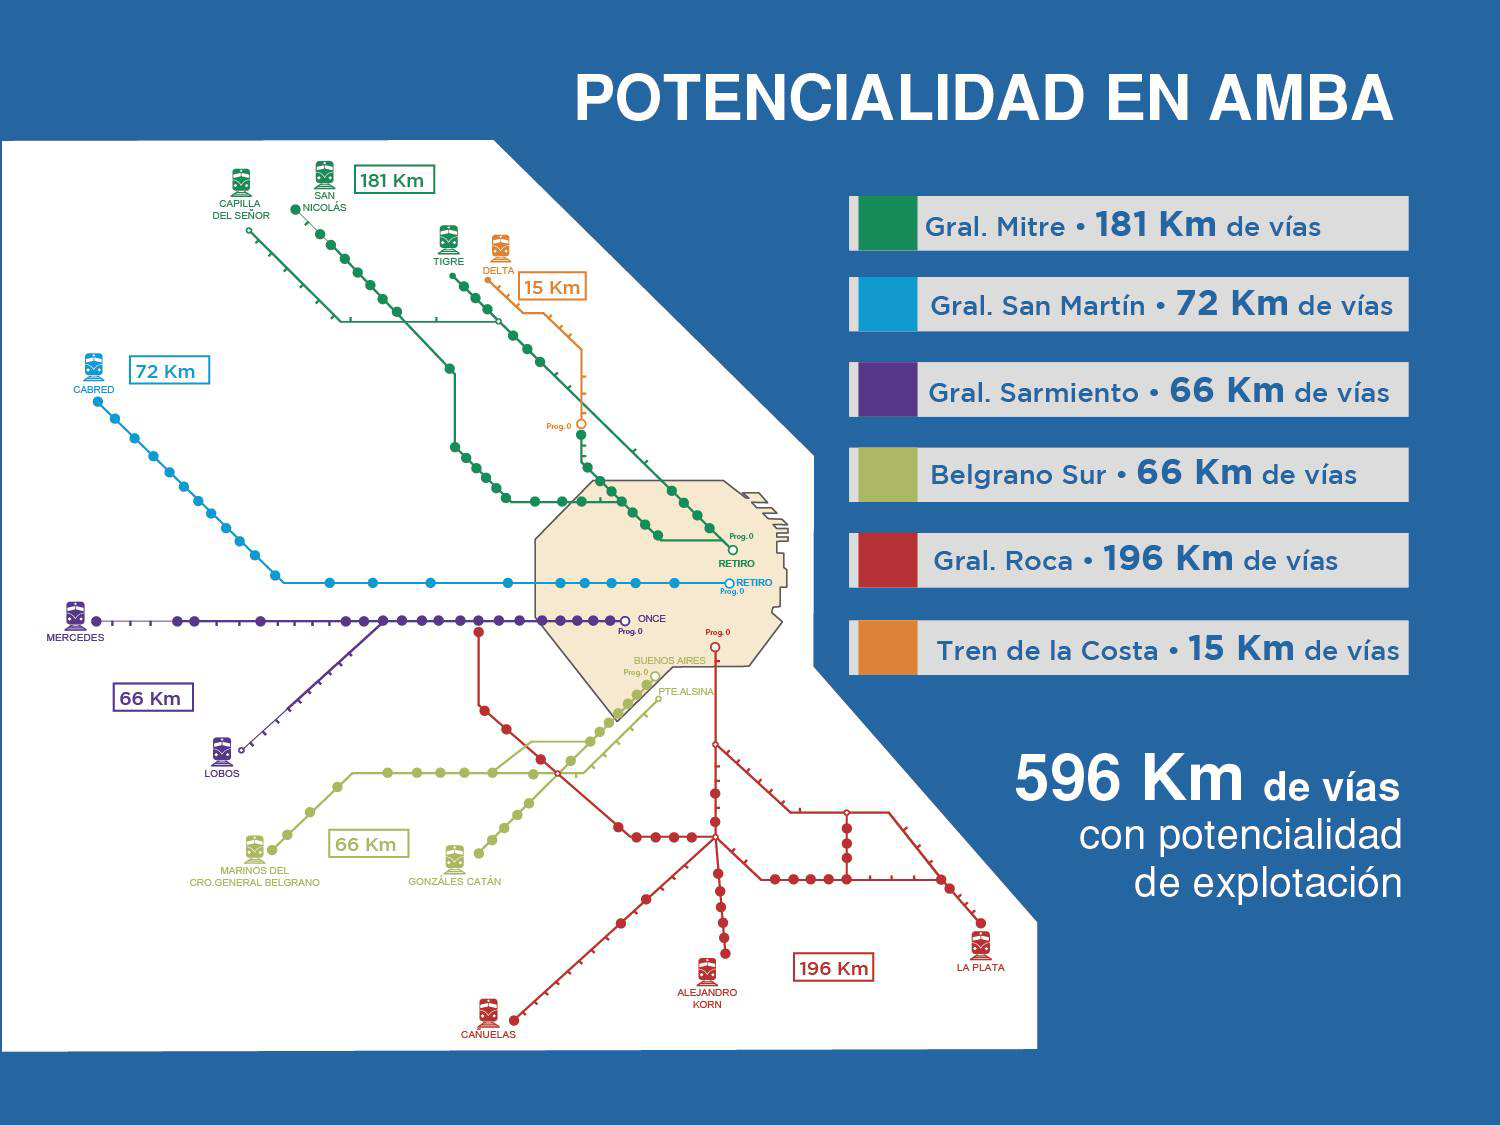 POTENCIALIDAD EN AMBA
181 Km
CAPILLA
DEL SEÑOR
SAN
NICOLÁS
TIGRE
DELTA
15 Km
72 Km
CABRED
Prog. 0
Prog. 0
RETIRO
RETIRO
Prog. 0
MERCEDES
ONCE
Prog. 0
Prog. 0
BUENOS AIRES
Prog. 0
PTE.ALSINA
66 Km
LOBOS
66 Km
MARINOS DEL
CRO.GENERAL BELGRANO
GONZÁLES CATÁN
196 Km
LA PLATA
ALEJANDRO
KORN
CAÑUELAS
Gral. Mitre • 181 Km de vías
Gral. San Martín • 72 Km de vías
Gral. Sarmiento • 66 Km de vías
Belgrano Sur • 66 Km de vías
Gral. Roca • 196 Km de vías
Tren de la Costa • 15 Km de vías
596 Km de vías
con potencialidad
de explotación